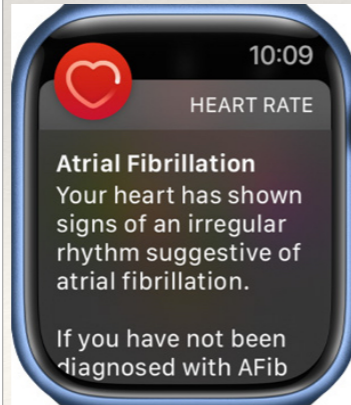 10:09
HEART RATE
Atrial Fibrillation
Your heart has shown
signs of an irregular
rhythm suggestive of
atrial fibrillation.
If you have not been
diagnosed with AFib